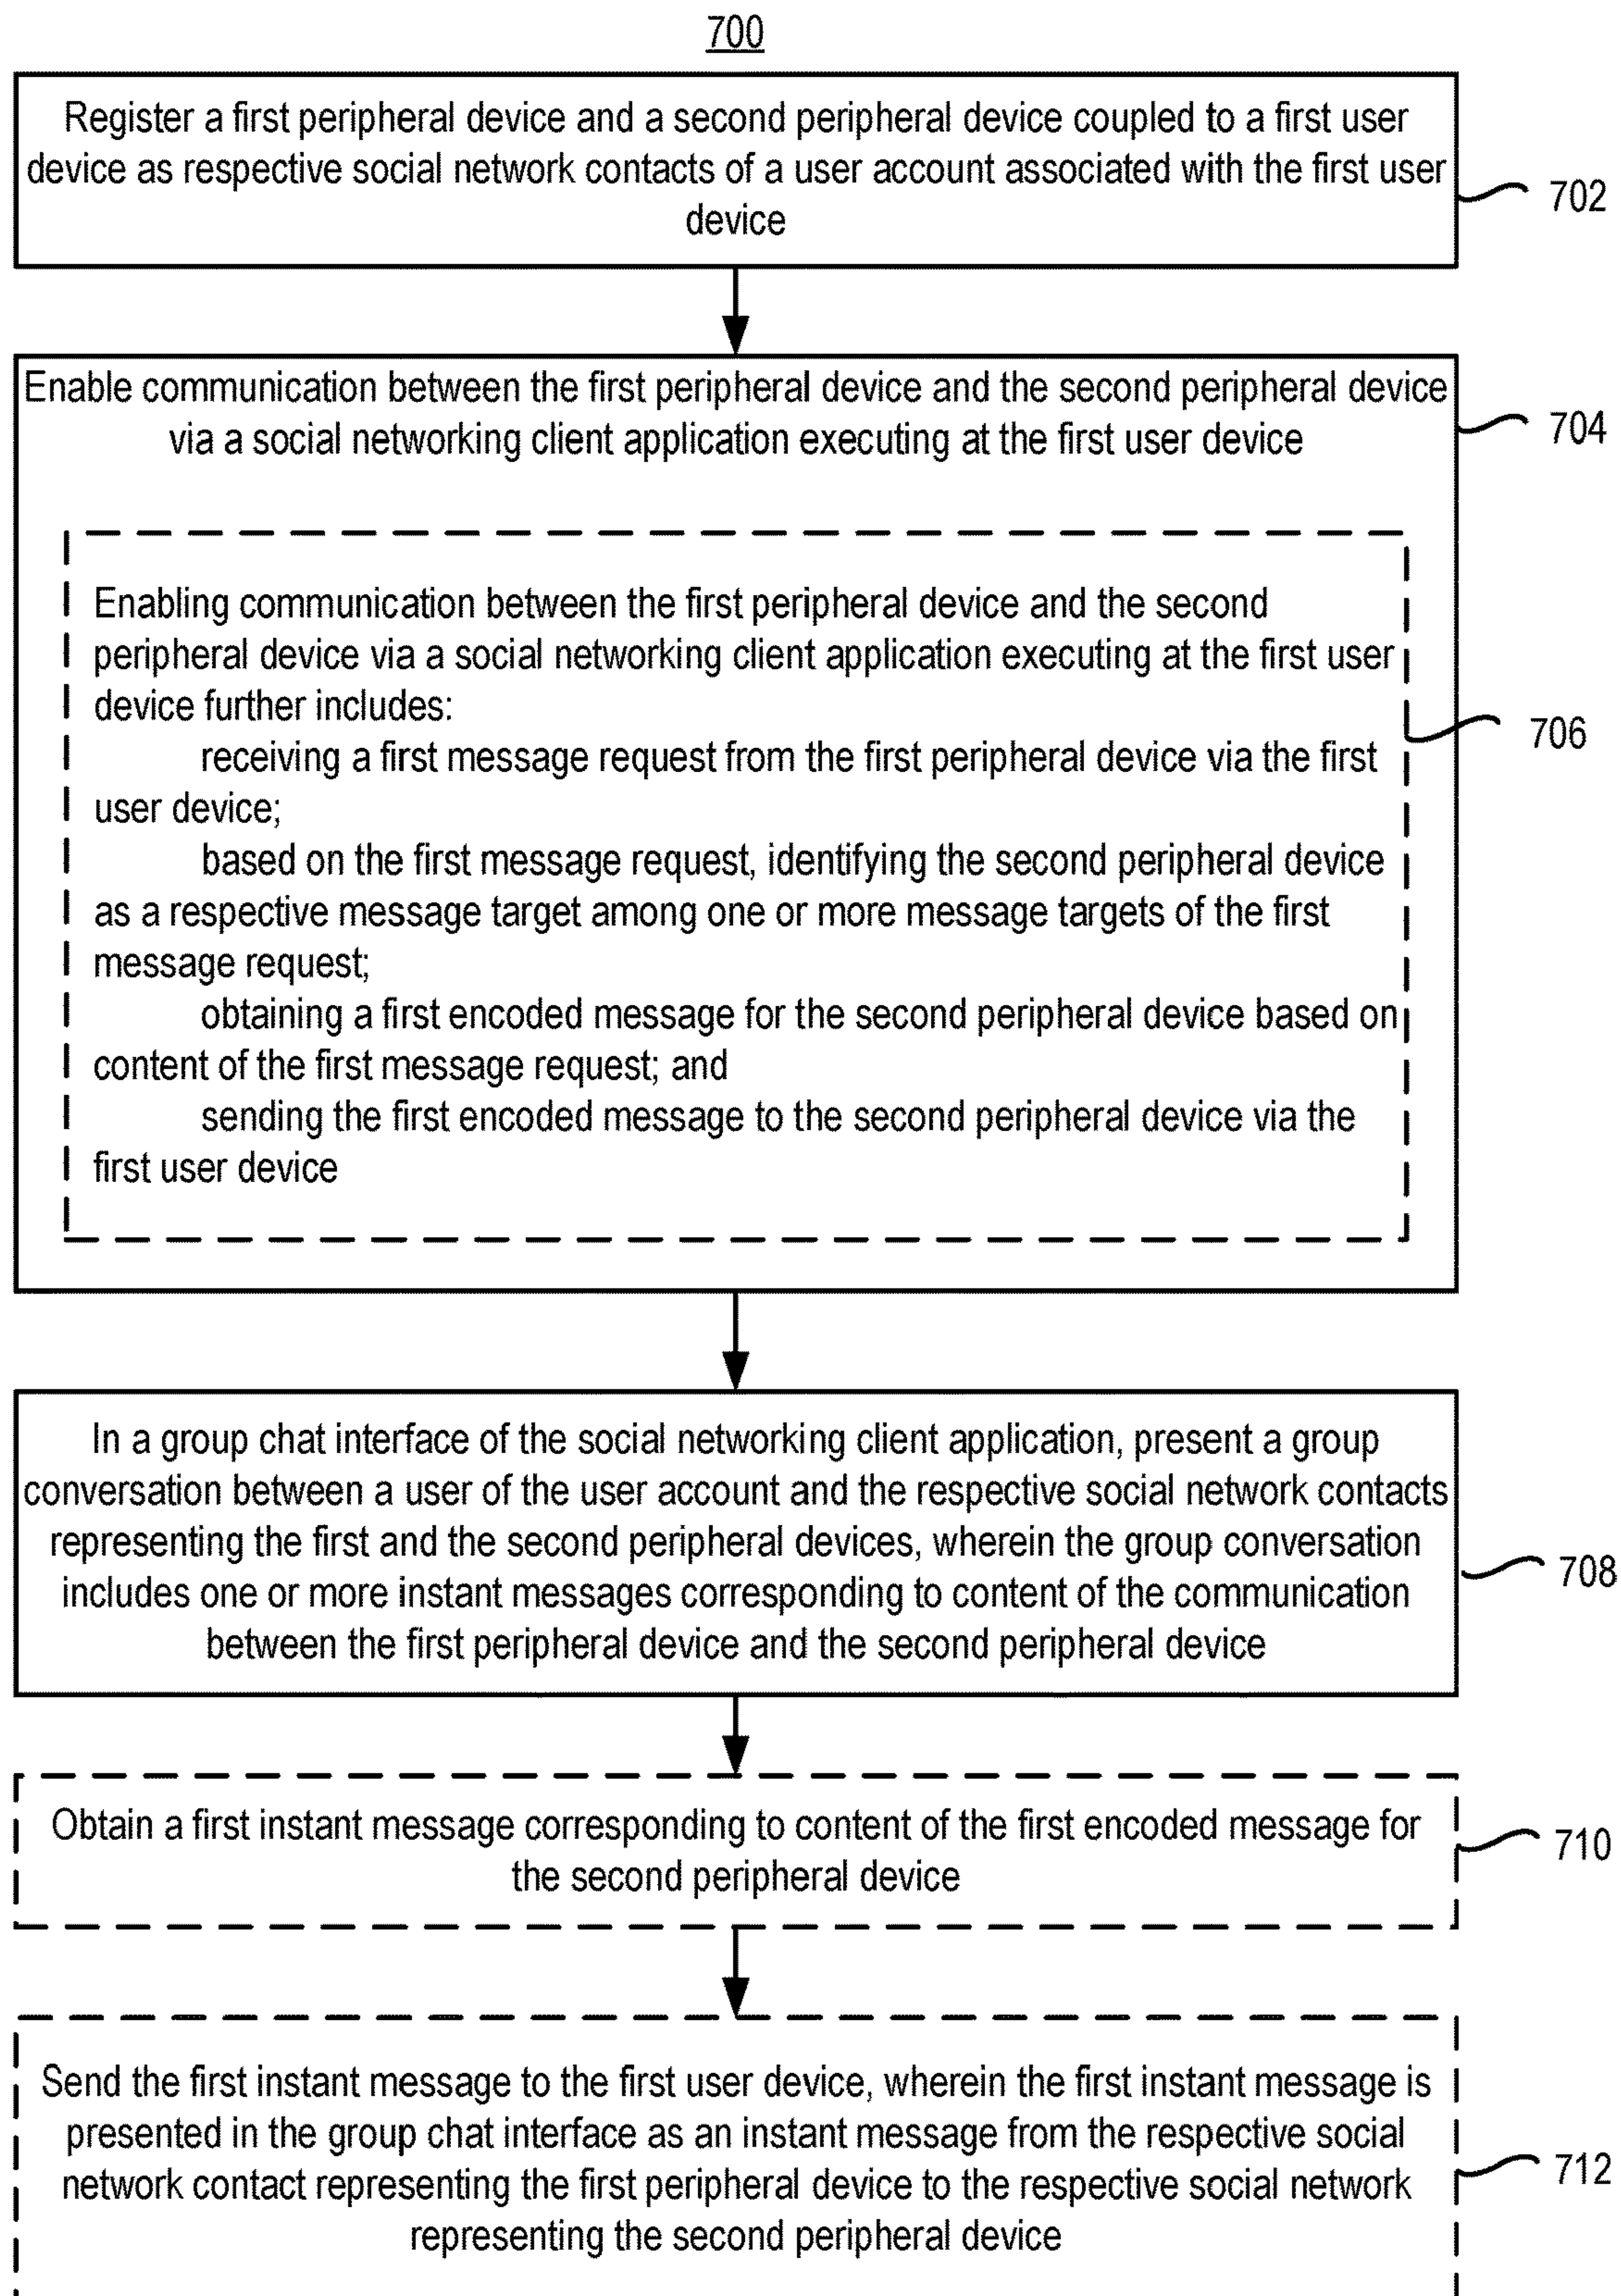 700
Register a first peripheral device and a second peripheral device coupled to a first user
device as respective social network contacts of a user account associated with the first user
device
702
Enable communication between the first peripheral device and the second peripheral device
via a social networking client application executing at the first user device
704
Enabling communication between the first peripheral device and the second
peripheral device via a social networking client application executing at the first user
device further includes:
receiving a first message request from the first peripheral device via the first
user device;
based on the first message request, identifying the second peripheral device
as a respective message target among one or more message targets of the first
message request;
obtaining a first encoded message for the second peripheral device based on
content of the first message request; and
sending the first encoded message to the second peripheral device via the
first user device
706
In a group chat interface of the social networking client application, present a group
conversation between a user of the user account and the respective social network contacts
representing the first and the second peripheral devices, wherein the group conversation
includes one or more instant messages corresponding to content of the communication
between the first peripheral device and the second peripheral device
708
Obtain a first instant message corresponding to content of the first encoded message for
the second peripheral device
710
Send the first instant message to the first user device, wherein the first instant message is
presented in the group chat interface as an instant message from the respective social
network contact representing the first peripheral device to the respective social network
representing the second peripheral device
712